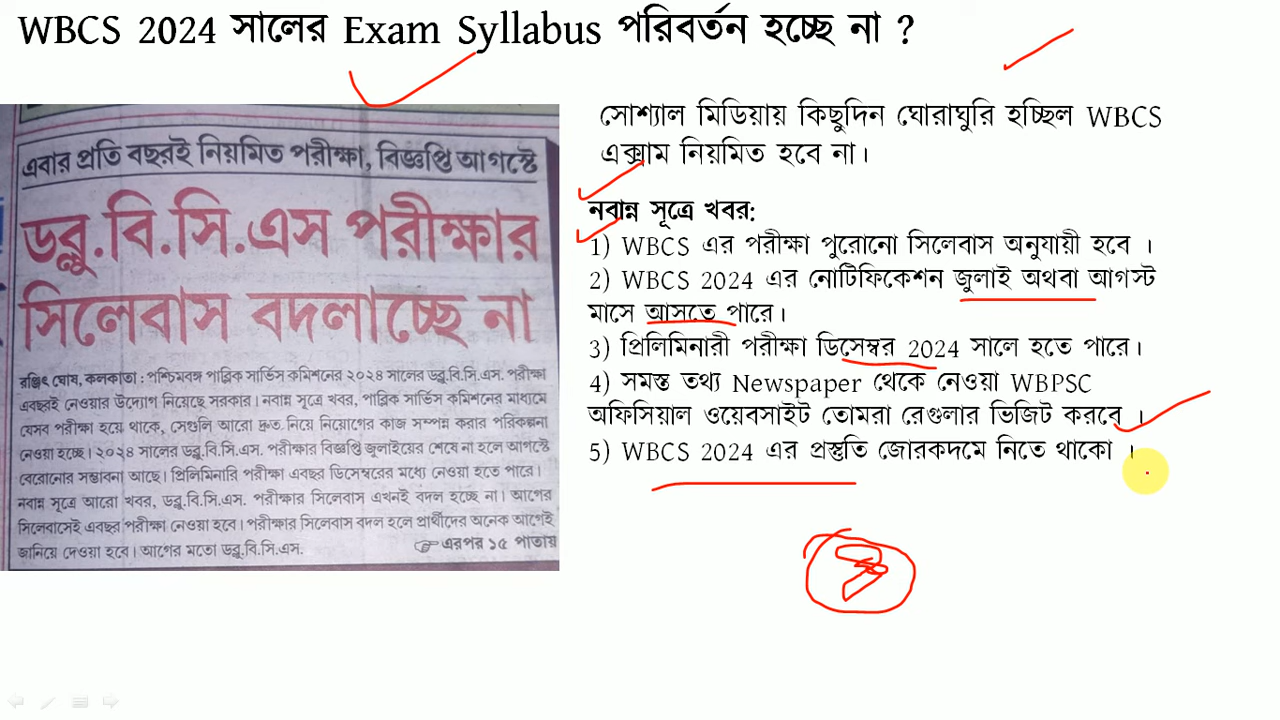 WBCS 2024 সালের Exam Syllabus পরিবর্তন হচ্ছে না ?
এবার প্রতি বছরই নিয়মিত পরীক্ষা, বিজ্ঞপ্তি আগস্টে
ডব্লু.বি.সি.এস পরীক্ষার
সিলেবাস বদলাচ্ছে না
রঞ্জিৎ ঘোষ, কলকাতা : পশ্চিমবঙ্গ পাব্লিক সার্ভিস কমিশনের ২০২৪ সালের ডব্লু.বি.সি.এস. পরীক্ষা
এবছরই নেওয়ার উদ্যোগ নিয়েছে সরকার। নবান্ন সূত্রে খবর, পাব্লিক সার্ভিস কমিশনের মাধ্যমে
যেসব পরীক্ষা হয়ে থাকে, সেগুলি আরো দ্রুত নিয়ে নিয়োগের কাজ সম্পন্ন করার পরিকল্পনা
নেওয়া হচ্ছে। ২০২৪ সালের ডব্লু.বি.সি.এস. পরীক্ষার বিজ্ঞপ্তি জুলাইয়ের শেষে না হলে আগস্টে
বেরোনোর সম্ভাবনা আছে। প্রিলিমিনারি পরীক্ষা এবছর ডিসেম্বরের মধ্যে নেওয়া হতে পারে।
নবান্ন সূত্রে আরো খবর, ডব্লু.বি.সি.এস. পরীক্ষার সিলেবাস এখনই বদল হচ্ছে না। আগের
সিলেবাসেই এবছর পরীক্ষা নেওয়া হবে। পরীক্ষার সিলেবাস বদল হলে প্রার্থীদের অনেক আগেই
জানিয়ে দেওয়া হবে। আগের মতো ডব্লু.বি.সি.এস.
এরপর ১৫ পাতায়
সোশ্যাল মিডিয়ায় কিছুদিন ঘোরাঘুরি হচ্ছিল WBCS
এক্সাম নিয়মিত হবে না।
নবান্ন সূত্রে খবর:
1) WBCS এর পরীক্ষা পুরোনো সিলেবাস অনুযায়ী হবে ।
2) WBCS 2024 এর নোটিফিকেশন জুলাই অথবা আগস্ট
মাসে আসতে পারে।
3) প্রিলিমিনারী পরীক্ষা ডিসেম্বর 2024 সালে হতে পারে।
4) সমস্ত তথ্য Newspaper থেকে নেওয়া WBPSC
অফিসিয়াল ওয়েবসাইট তোমরা রেগুলার ভিজিট করবে ।
5) WBCS 2024 এর প্রস্তুতি জোরকদমে নিতে থাকো ।